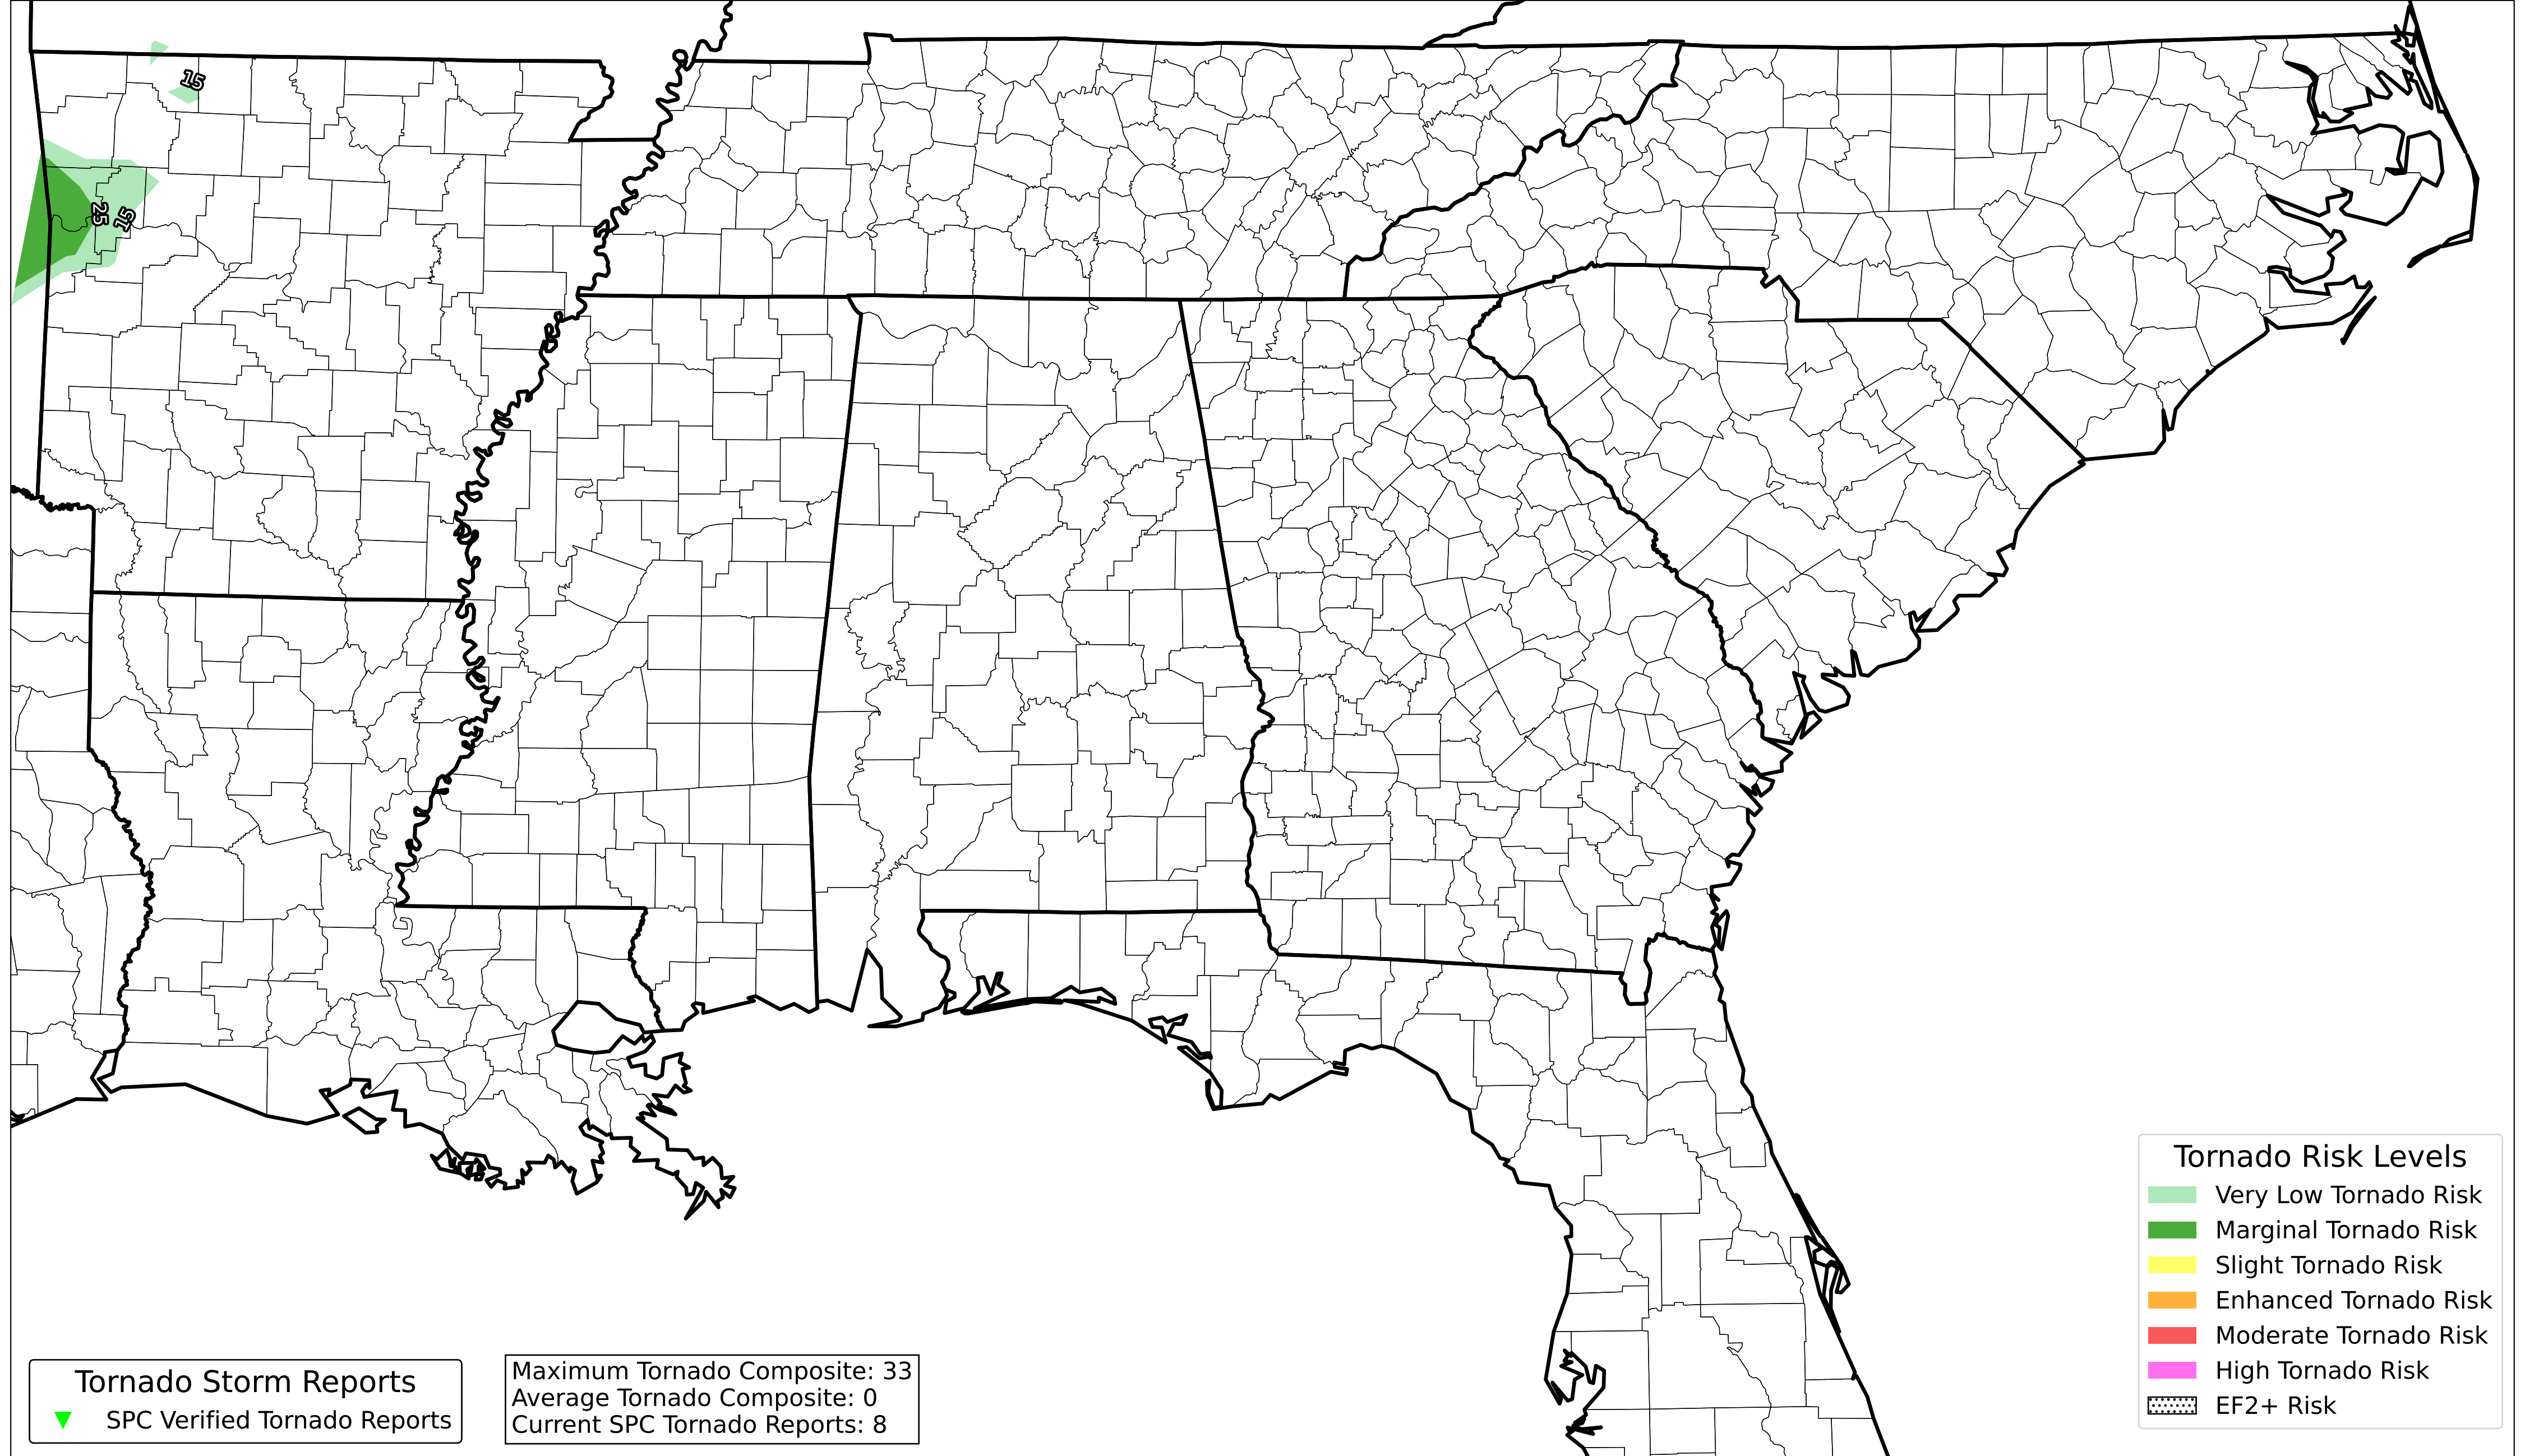 15
25
15
Tornado Risk Levels
Very Low Tornado Risk
Marginal Tornado Risk
Slight Tornado Risk
Enhanced Tornado Risk
Moderate Tornado Risk
High Tornado Risk
EF2+ Risk
Tornado Storm Reports
SPC Verified Tornado Reports
Maximum Tornado Composite: 33
Average Tornado Composite: 0
Current SPC Tornado Reports: 8